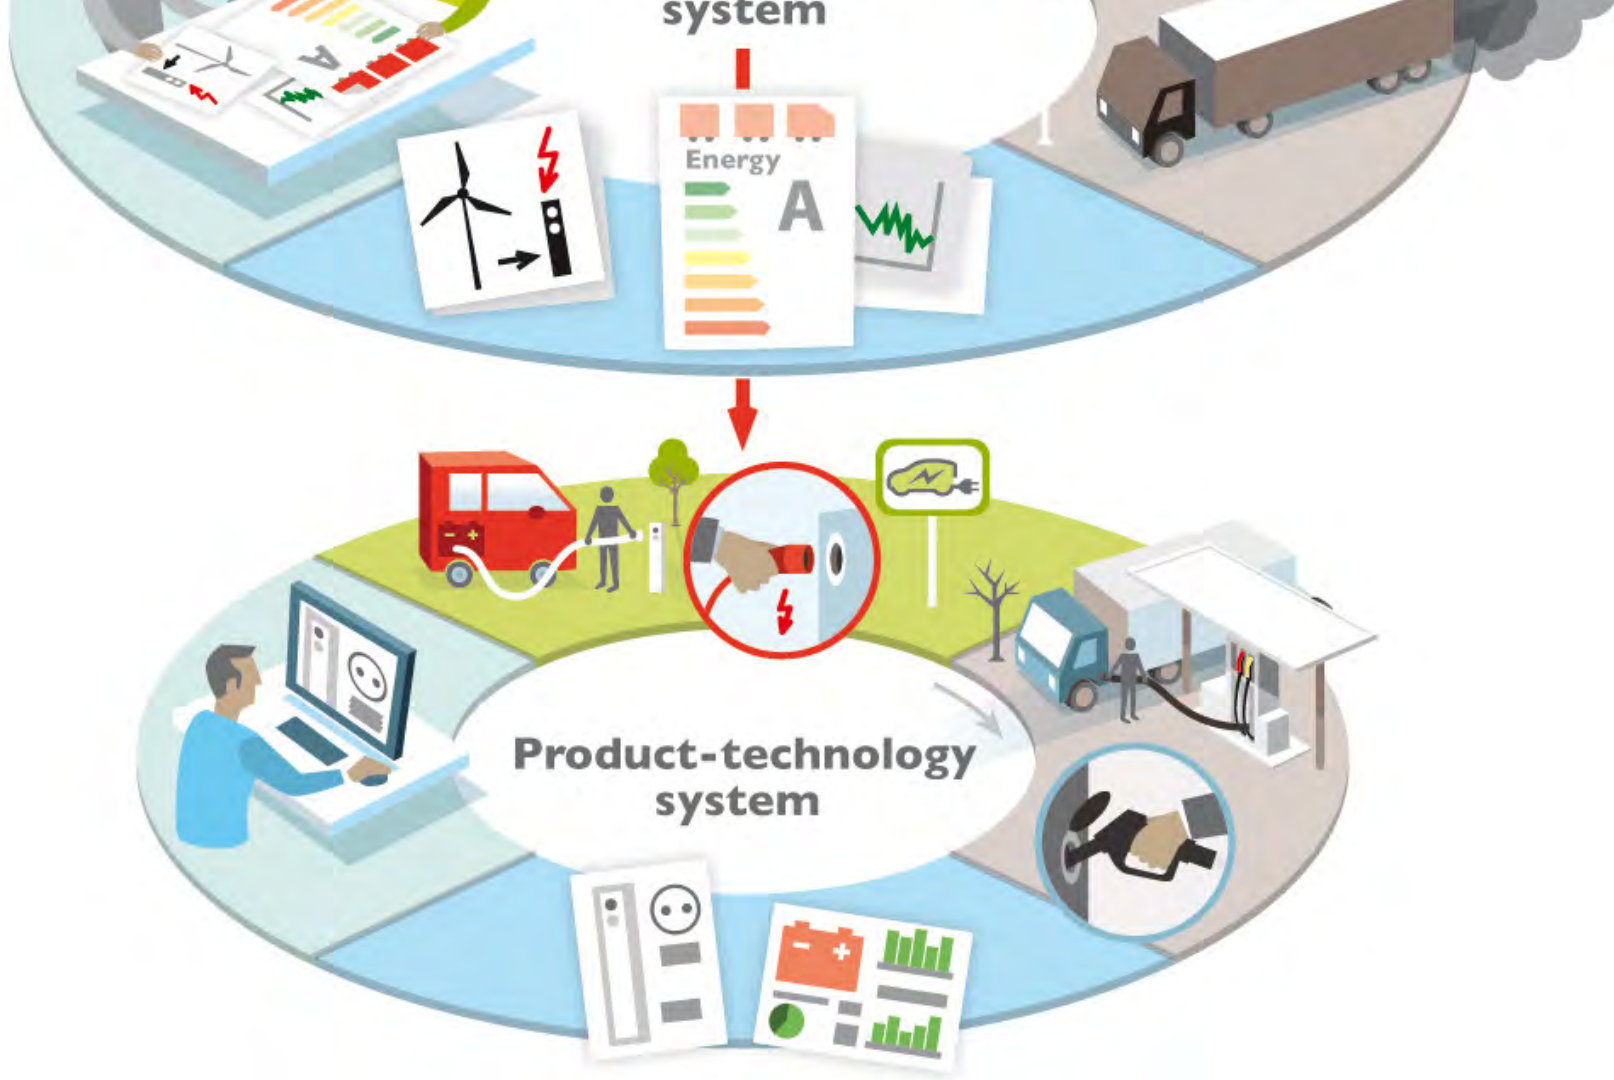 system
Energy
A
A
Product-technology
system